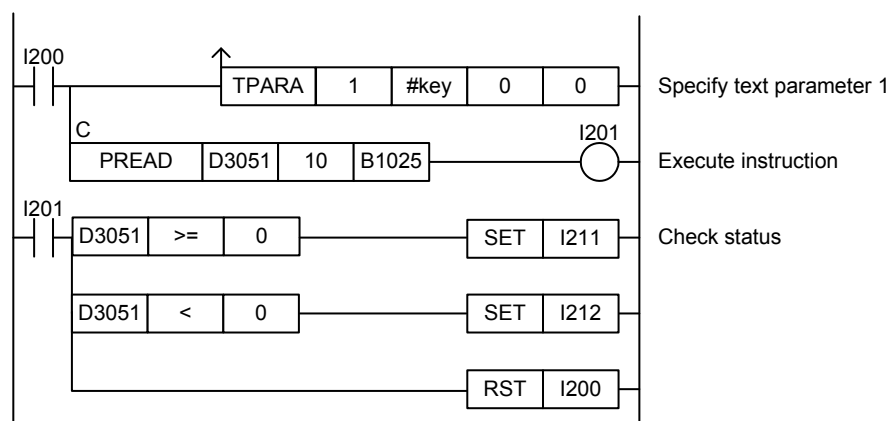 I200
TPARA 1 #key 0 0 Specify text parameter 1
C I201
PREAD D3051 10 B1025 Execute instruction
I201
D3051 >= 0 SET I211 Check status
D3051 < 0 SET I212
RST I200